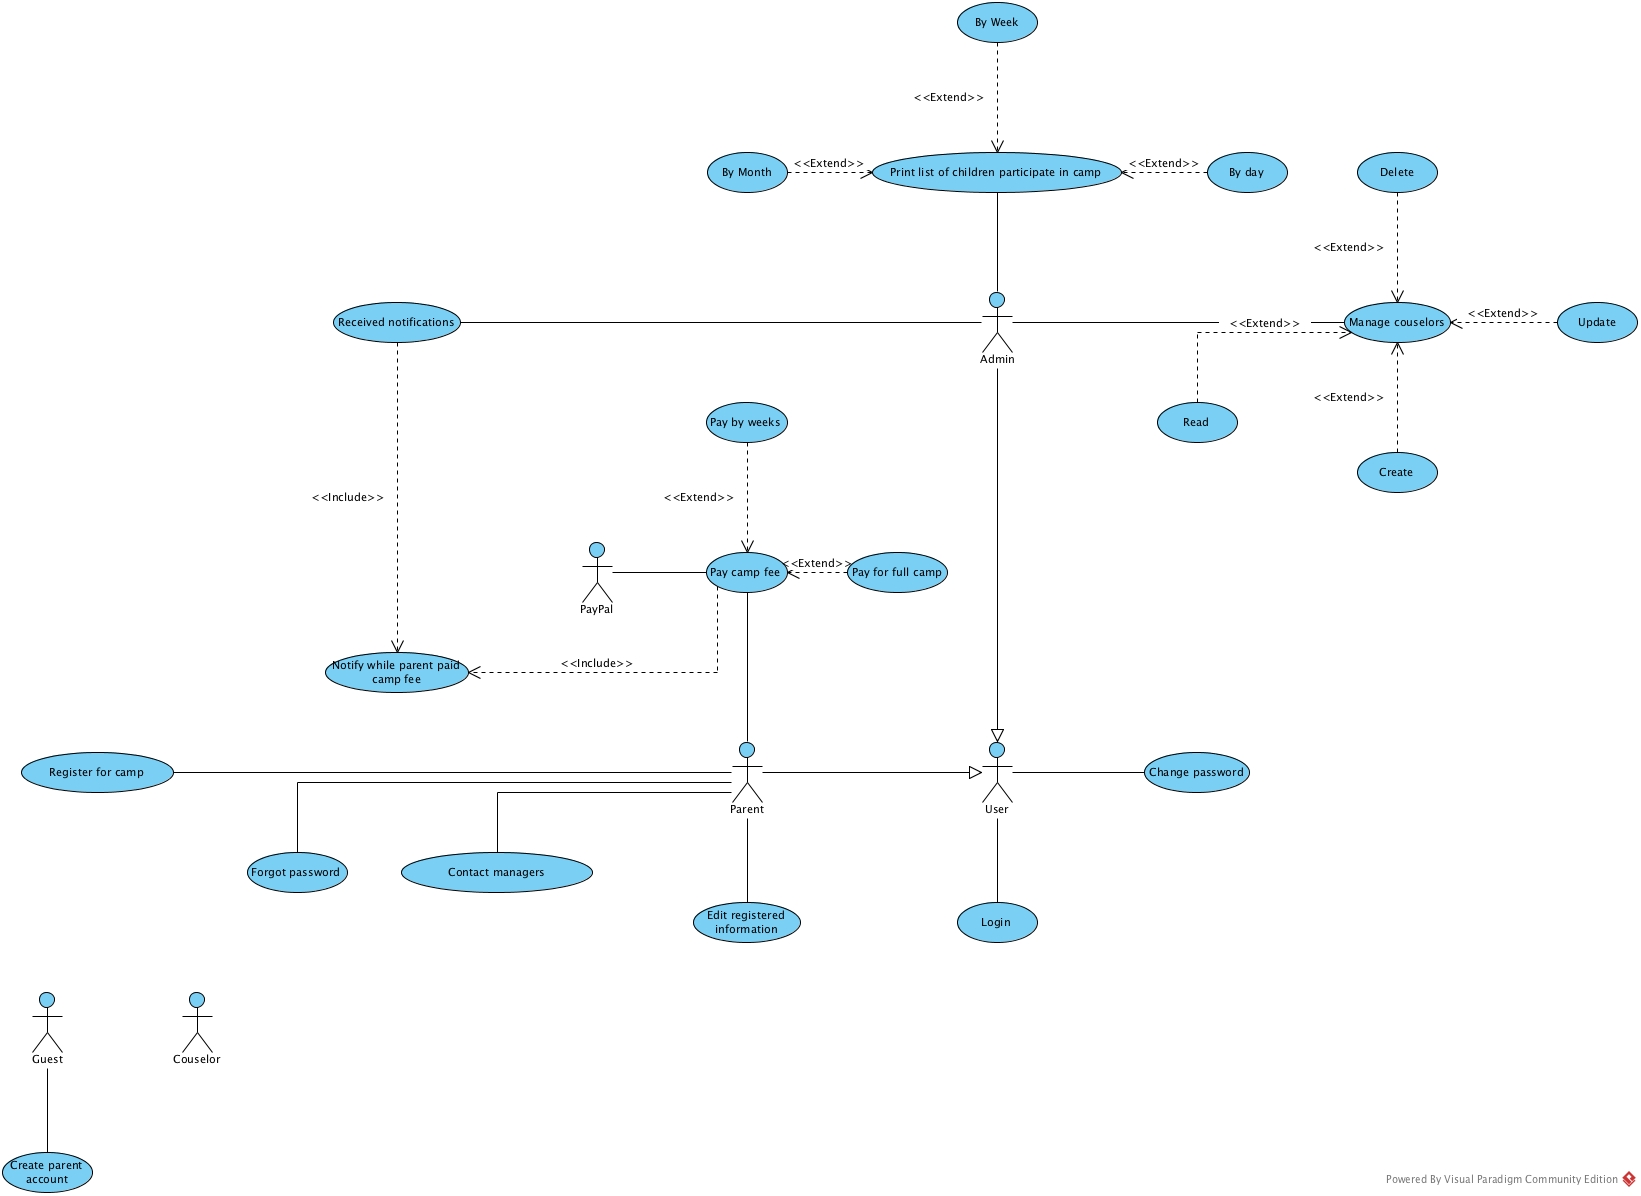 By Week
<<Extend>>
By Month
<<Extend>>
Print list of children participate in camp
<<Extend>>
By day
Delete
<<Extend>>
Received notifications
Admin
<<Extend>>
Manage couselors
<<Extend>>
Update
Read
<<Extend>>
Create
Pay by weeks
<<Include>>
<<Extend>>
PayPal
Pay camp fee
<<Extend>>
Pay for full camp
Notify while parent paid
camp fee
<<Include>>
Register for camp
Parent
User
Change password
Forgot password
Contact managers
Edit registered
information
Login
Guest
Couselor
Create parent
account
Powered By Visual Paradigm Community Edition